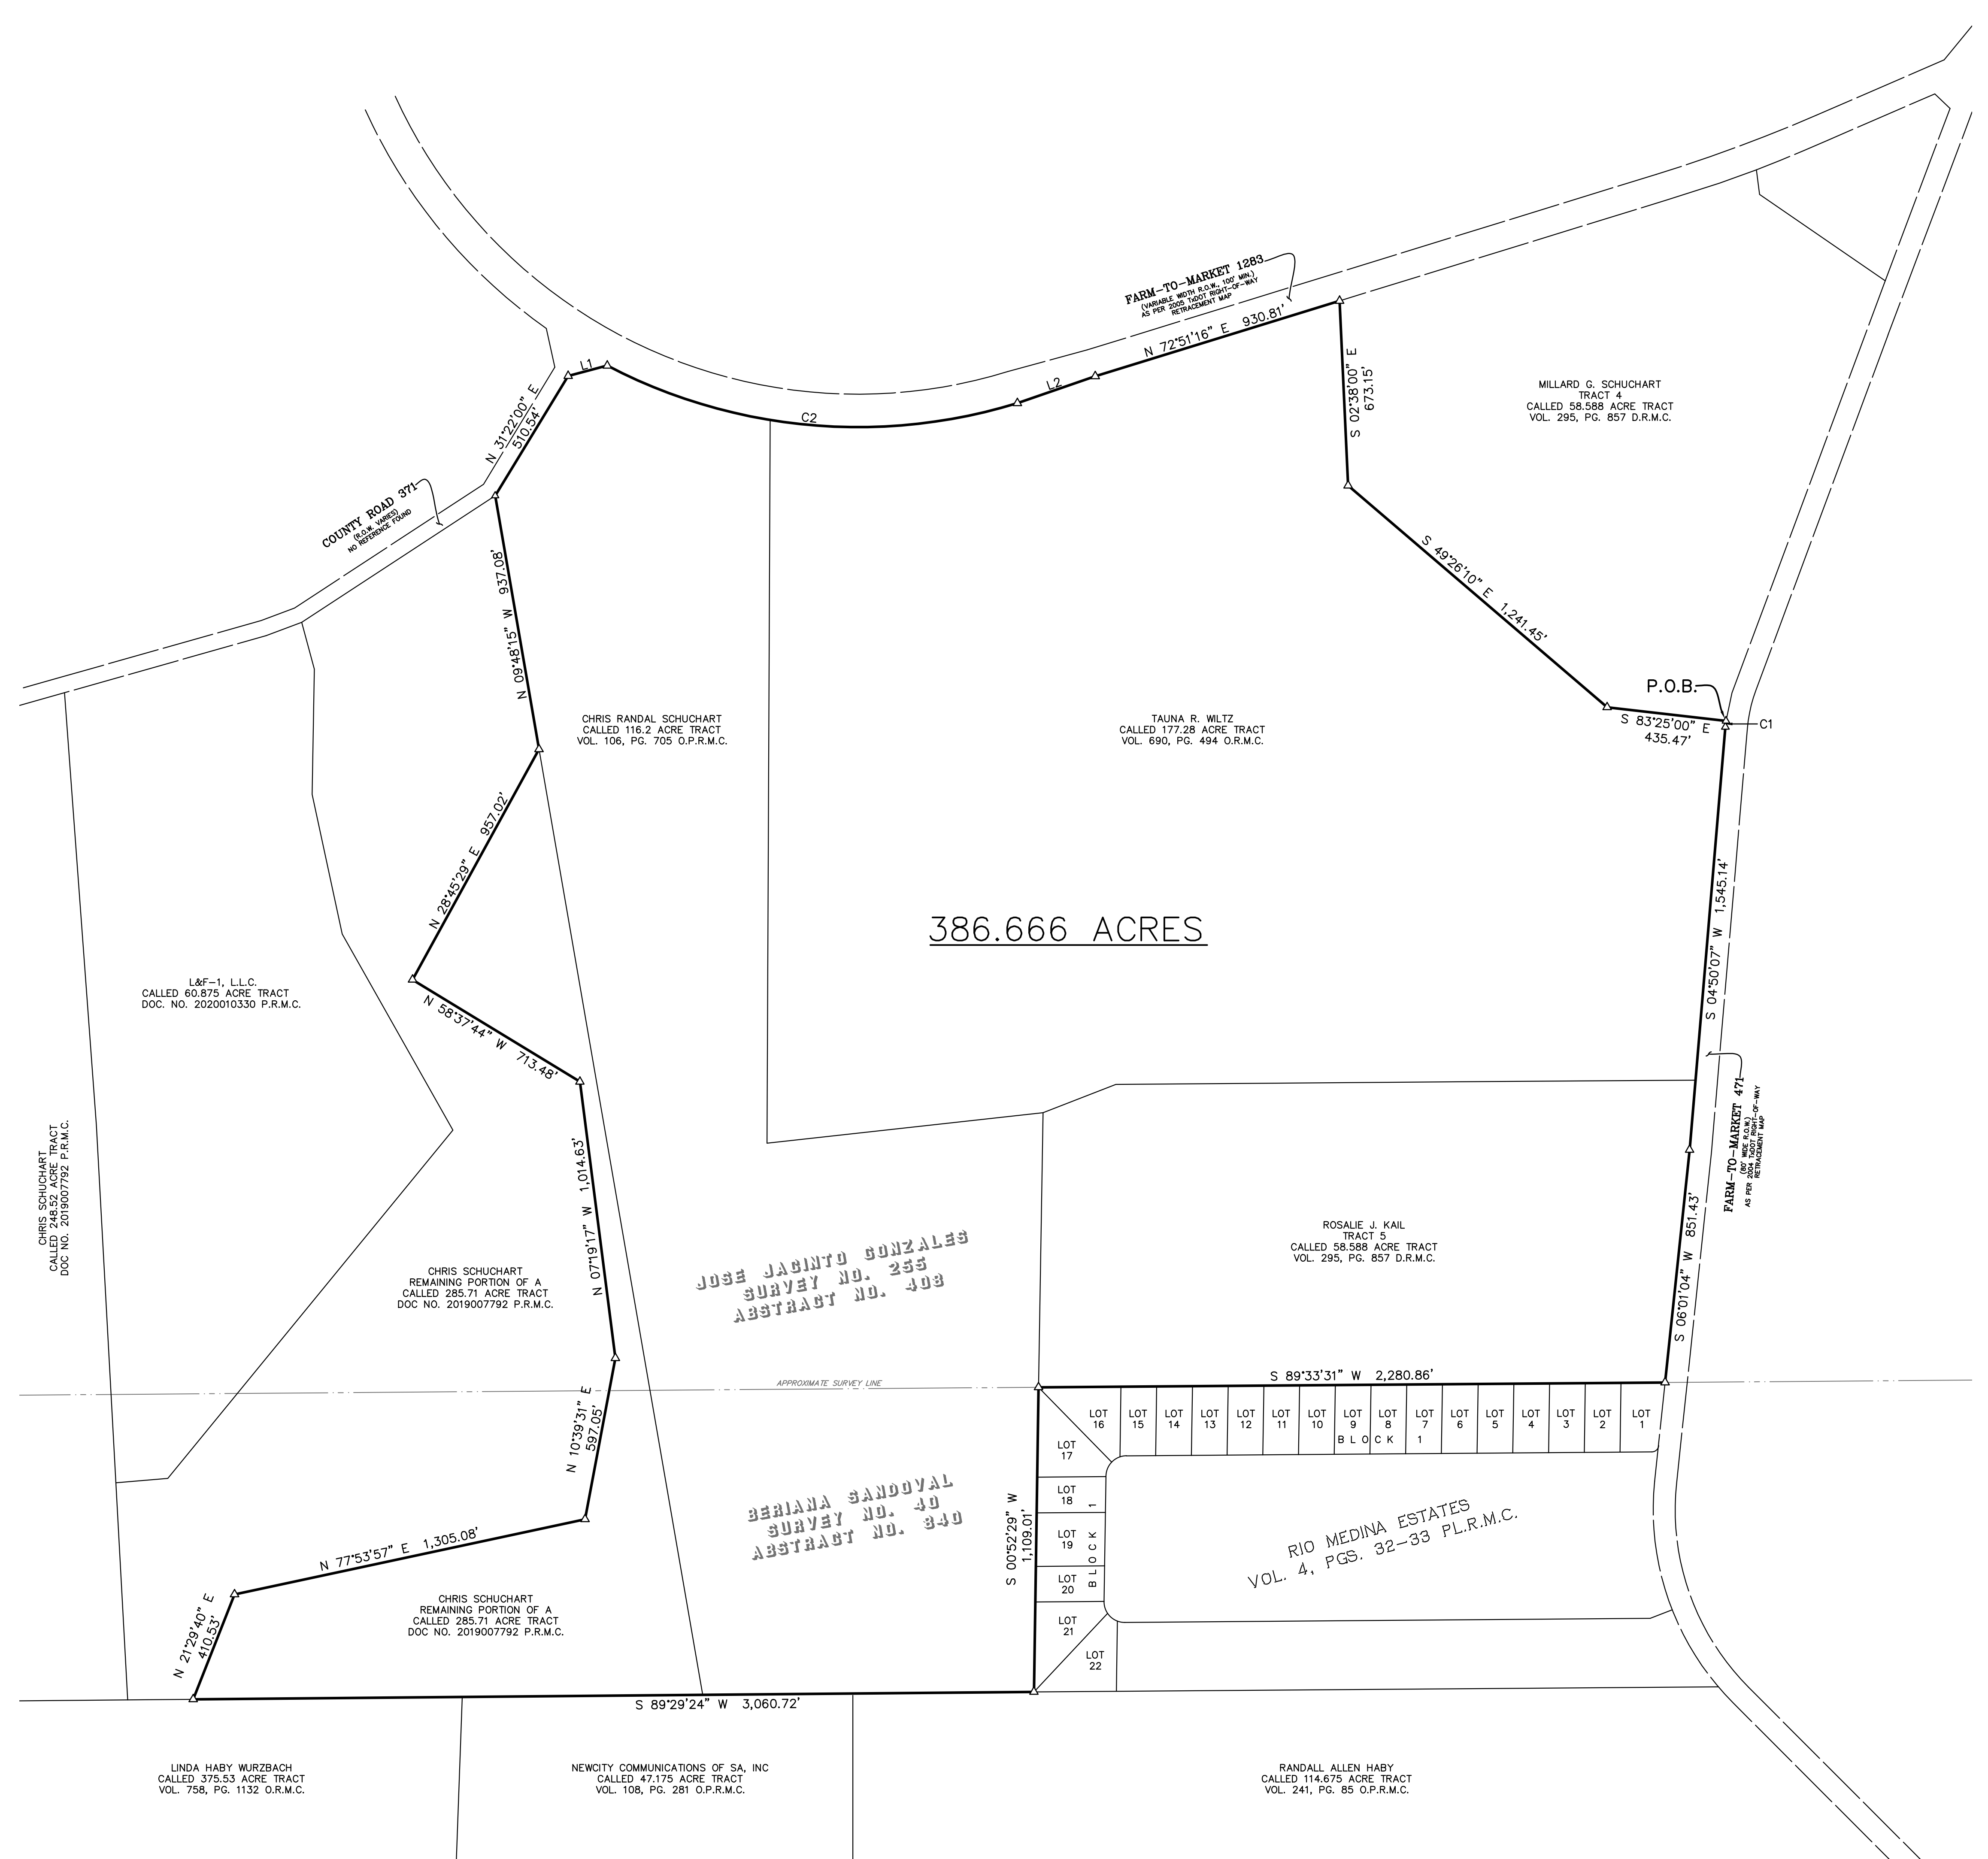 FARM-TO-MARKET 1283
(VARIABLE WIDTH R.O.W., 100' MIN.)
AS PER 2005 TxDOT RIGHT-OF-WAY
RETRACEMENT MAP
N 72°51'16" E 930.81'
L1
L2
C2
N 31°22'00" E
510.54'
S 02°38'00" E
673.15'
MILLARD G. SCHUCHART
TRACT 4
CALLED 58.588 ACRE TRACT
VOL. 295, PG. 857 D.R.M.C.
COUNTY ROAD 371
(R.O.W. VARIES)
NO REFERENCE FOUND
N 09°48'15" W 937.08'
S 49°26'10" E 1,241.45'
P.O.B.
S 83°25'00" E
435.47'
C1
CHRIS RANDAL SCHUCHART
CALLED 116.2 ACRE TRACT
VOL. 106, PG. 705 O.P.R.M.C.
TAUNA R. WILTZ
CALLED 177.28 ACRE TRACT
VOL. 690, PG. 494 O.R.M.C.
N 28°45'29" E 957.02'
386.666 ACRES
S 04°50'07" W 1,545.14'
L&F-1, L.L.C.
CALLED 60.875 ACRE TRACT
DOC. NO. 2020010330 P.R.M.C.
N 58°37'44" W 713.48'
FARM-TO-MARKET 471
(80' WIDE R.O.W.)
AS PER 2004 TxDOT RIGHT-OF-WAY
RETRACEMENT MAP
CHRIS SCHUCHART
CALLED 248.52 ACRE TRACT
DOC NO. 2019007792 P.R.M.C.
N 07°19'17" W 1,014.63'
S 06°01'04" W 851.43'
JOSE JACINTO GONZALES
SURVEY NO. 255
ABSTRACT NO. 408
ROSALIE J. KAIL
TRACT 5
CALLED 58.588 ACRE TRACT
VOL. 295, PG. 857 D.R.M.C.
CHRIS SCHUCHART
REMAINING PORTION OF A
CALLED 285.71 ACRE TRACT
DOC NO. 2019007792 P.R.M.C.
APPROXIMATE SURVEY LINE
S 89°33'31" W 2,280.86'
N 10°39'31" E
597.05'
LOT
16
LOT
15
LOT
14
LOT
13
LOT
12
LOT
11
LOT
10
LOT
9
LOT
8
LOT
7
LOT
6
LOT
5
LOT
4
LOT
3
LOT
2
LOT
1
BLOCK 1
LOT
17
LOT
18
LOT
19
LOT
20
LOT
21
LOT
22
BLOCK 1
BERIANA SANDOVAL
SURVEY NO. 40
ABSTRACT NO. 840
S 00°52'29" W
1,109.01'
RIO MEDINA ESTATES
VOL. 4, PGS. 32-33 PL.R.M.C.
N 77°53'57" E 1,305.08'
N 21°29'40" E
410.53'
CHRIS SCHUCHART
REMAINING PORTION OF A
CALLED 285.71 ACRE TRACT
DOC NO. 2019007792 P.R.M.C.
S 89°29'24" W 3,060.72'
LINDA HABY WURZBACH
CALLED 375.53 ACRE TRACT
VOL. 758, PG. 1132 O.R.M.C.
NEWCITY COMMUNICATIONS OF SA, INC
CALLED 47.175 ACRE TRACT
VOL. 108, PG. 281 O.P.R.M.C.
RANDALL ALLEN HABY
CALLED 114.675 ACRE TRACT
VOL. 241, PG. 85 O.P.R.M.C.